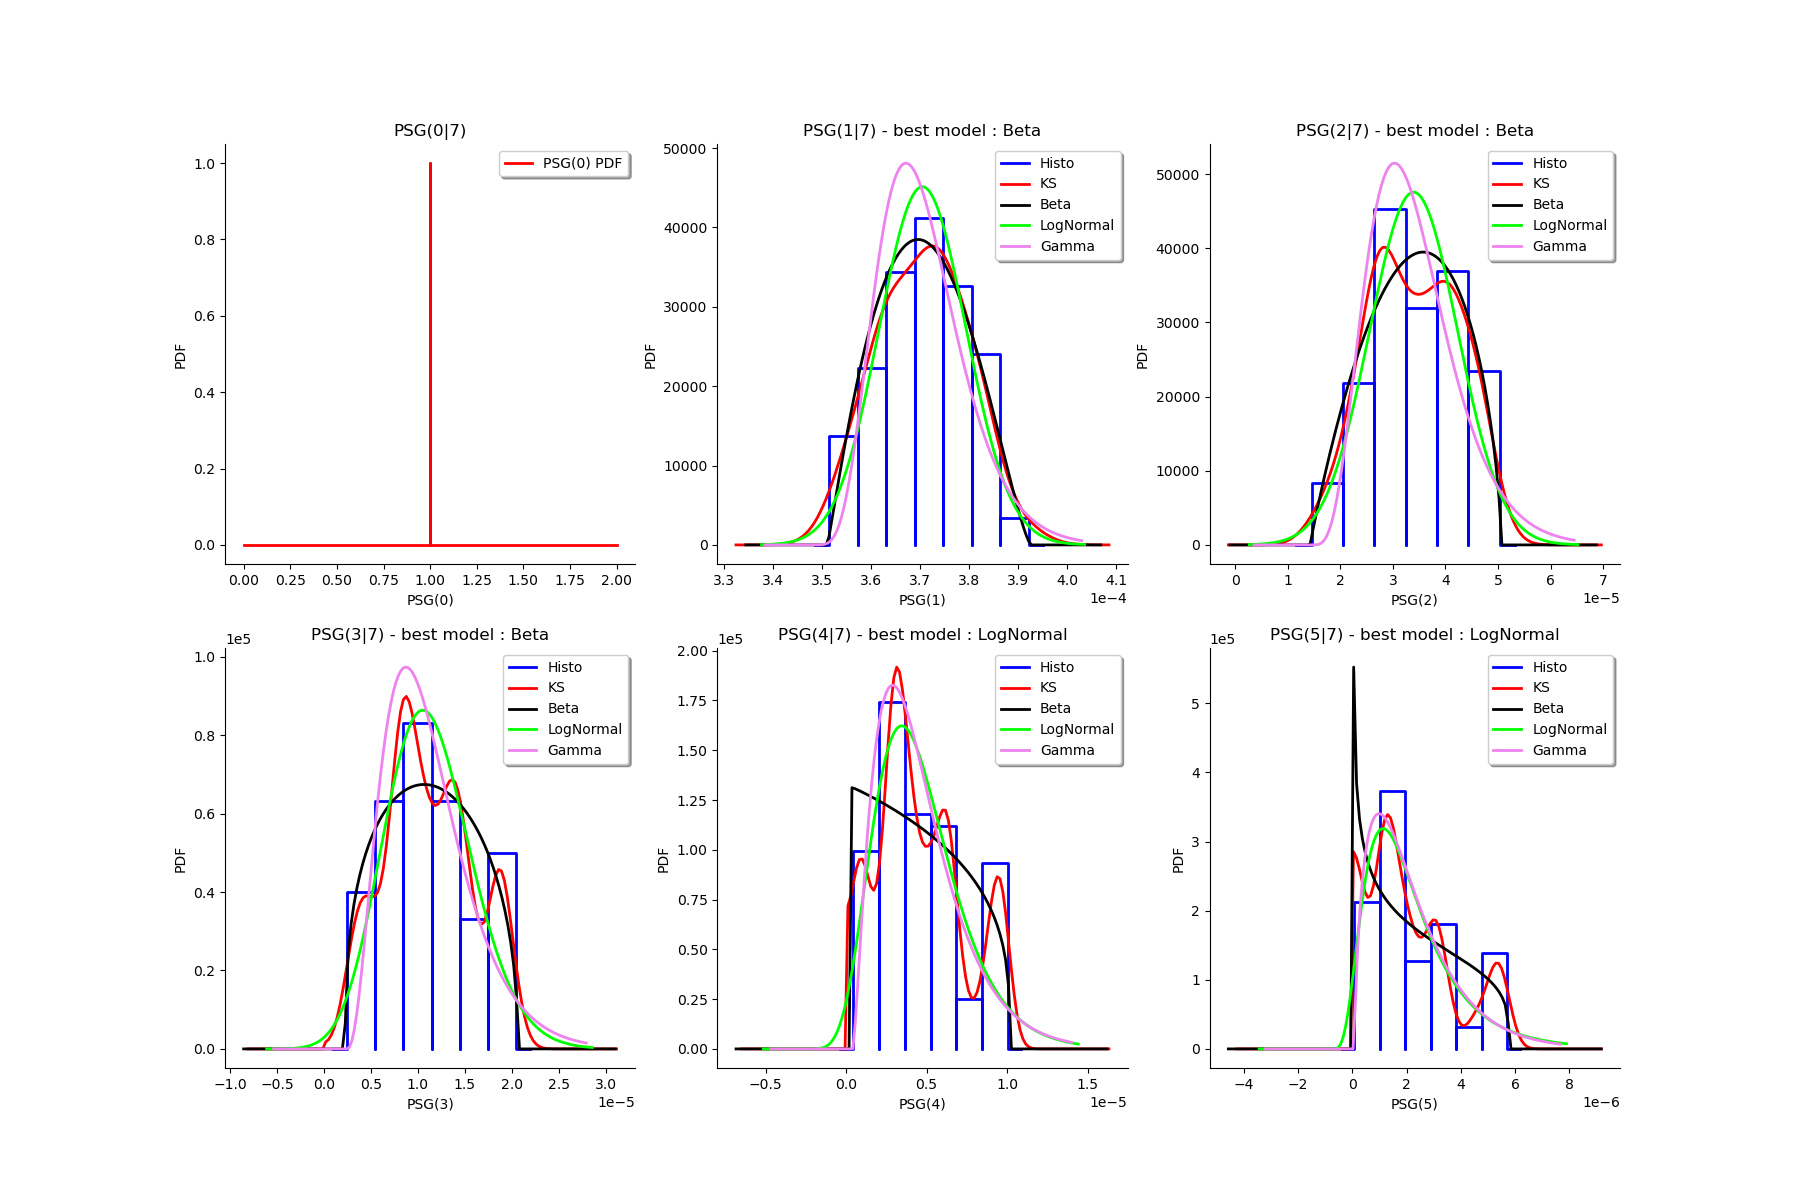 PSG(0|7)
PSG(0) PDF
1.0
0.8
0.6
0.4
0.2
0.0
PDF
0.00 0.25 0.50 0.75 1.00 1.25 1.50 1.75 2.00
PSG(0)
PSG(1|7) - best model : Beta
Histo
KS
Beta
LogNormal
Gamma
50000
40000
30000
20000
10000
0
PDF
3.3 3.4 3.5 3.6 3.7 3.8 3.9 4.0 4.1
PSG(1)
1e−4
PSG(2|7) - best model : Beta
Histo
KS
Beta
LogNormal
Gamma
50000
40000
30000
20000
10000
0
PDF
0 1 2 3 4 5 6 7
PSG(2)
1e−5
PSG(3|7) - best model : Beta
1e5
Histo
KS
Beta
LogNormal
Gamma
1.0
0.8
0.6
0.4
0.2
0.0
PDF
−1.0 −0.5 0.0 0.5 1.0 1.5 2.0 2.5 3.0
PSG(3)
1e−5
PSG(4|7) - best model : LogNormal
1e5
Histo
KS
Beta
LogNormal
Gamma
2.00
1.75
1.50
1.25
1.00
0.75
0.50
0.25
0.00
PDF
−0.5 0.0 0.5 1.0 1.5
PSG(4)
1e−5
PSG(5|7) - best model : LogNormal
1e5
Histo
KS
Beta
LogNormal
Gamma
5
4
3
2
1
0
PDF
−4 −2 0 2 4 6 8
PSG(5)
1e−6